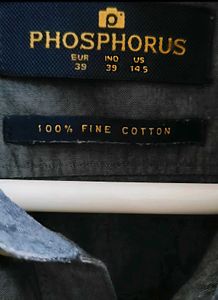 PHOSPHORUS
EUR IND US
39 39 14.5
100% FINE COTTON